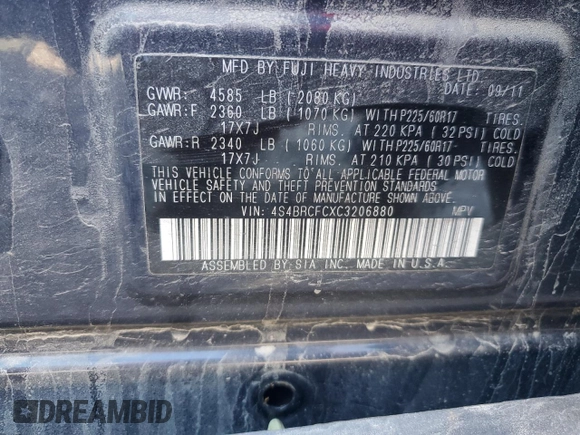 MFD BY FUJI HEAVY INDUSTRIES LTD.
DATE: 09/11
GVWR: 4585 LB (2080 KG)
GAWR:F 2360 LB (1070 KG) WITH P225/60R17 TIRES.
17X7J RIMS. AT 220 KPA (32 PSI) COLD
GAWR:R 2340 LB (1060 KG) WITH P225/60R17 TIRES.
17X7J RIMS. AT 210 KPA (30 PSI) COLD
THIS VEHICLE CONFORMS TO ALL APPLICABLE FEDERAL MOTOR
VEHICLE SAFETY AND THEFT PREVENTION STANDARDS
IN EFFECT ON THE DATE OF MANUFACTURE SHOWN ABOVE.
VIN: 4S4BRCFCXC3206880 MPV
ASSEMBLED BY SIA INC. MADE IN U.S.A.
DREAMBID